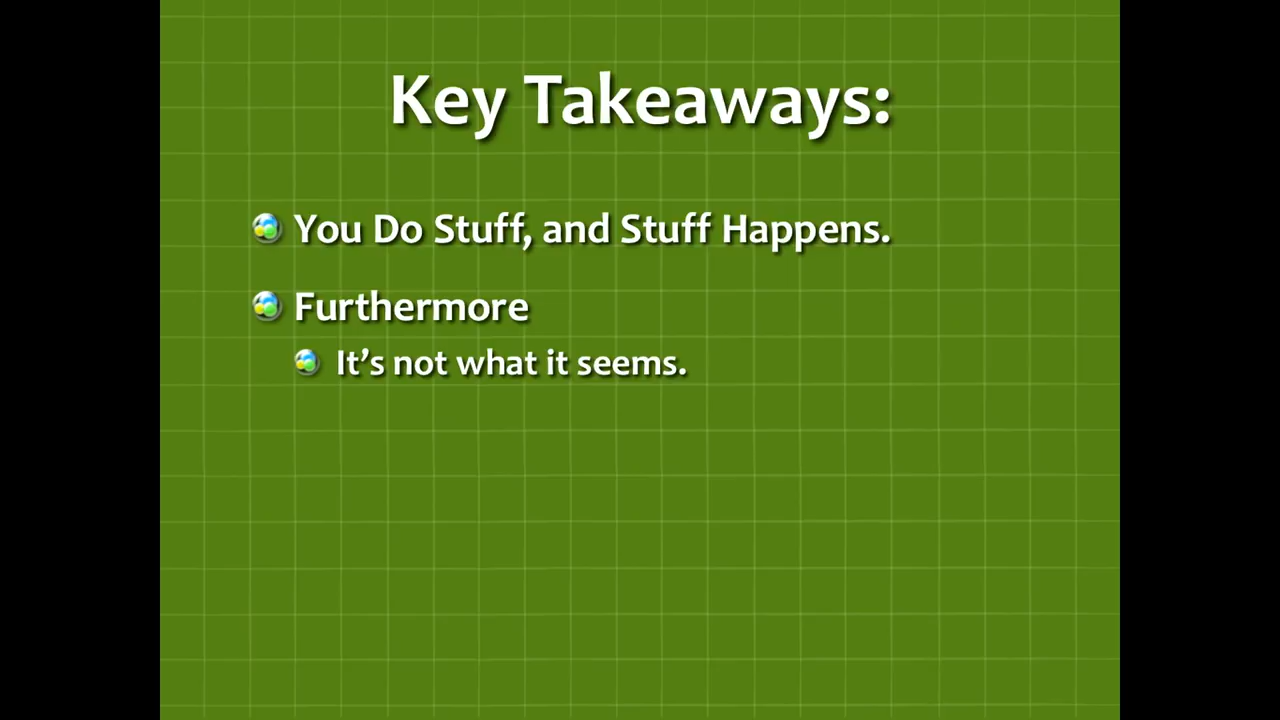 Key Takeaways:
You Do Stuff, and Stuff Happens.
Furthermore
It’s not what it seems.